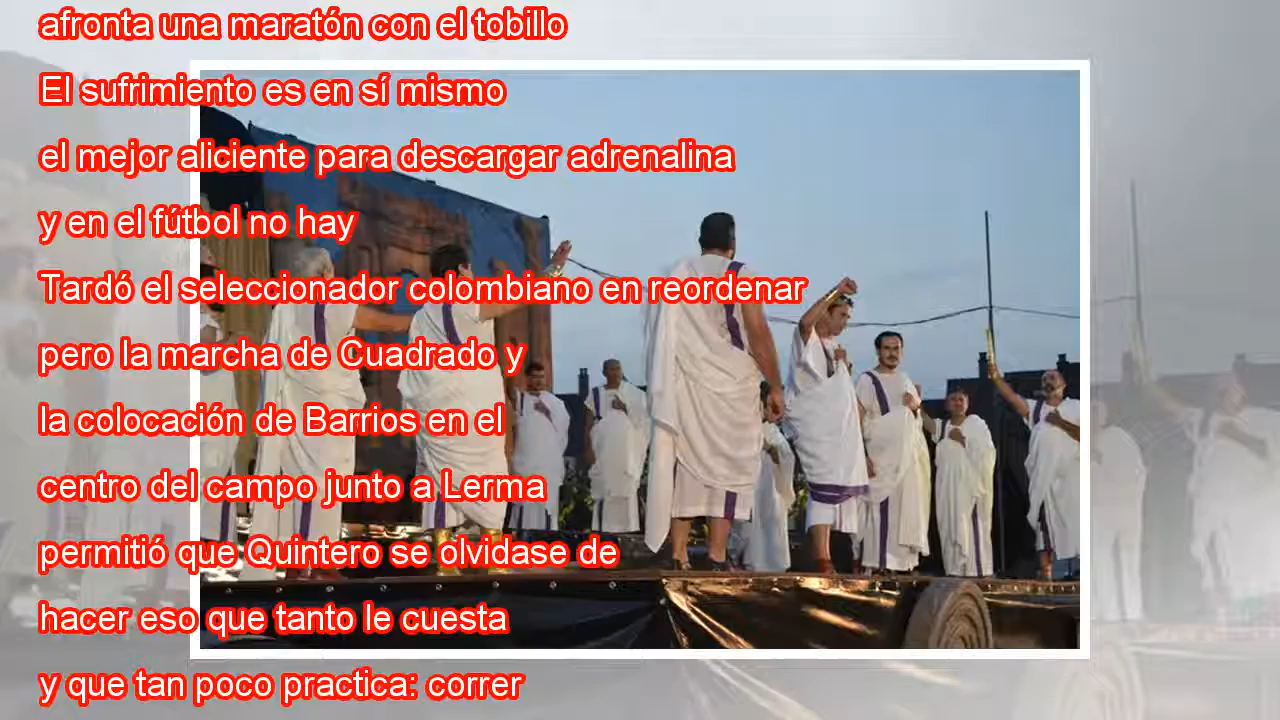 afronta una maratón con el tobillo
El sufrimiento es en sí mismo
el mejor aliciente para descargar adrenalina
y en el fútbol no hay
Tardó el seleccionador colombiano en reordenar
pero la marcha de Cuadrado y
la colocación de Barrios en el
centro del campo junto a Lerma
permitió que Quintero se olvidase de
hacer eso que tanto le cuesta
y que tan poco practica: correr